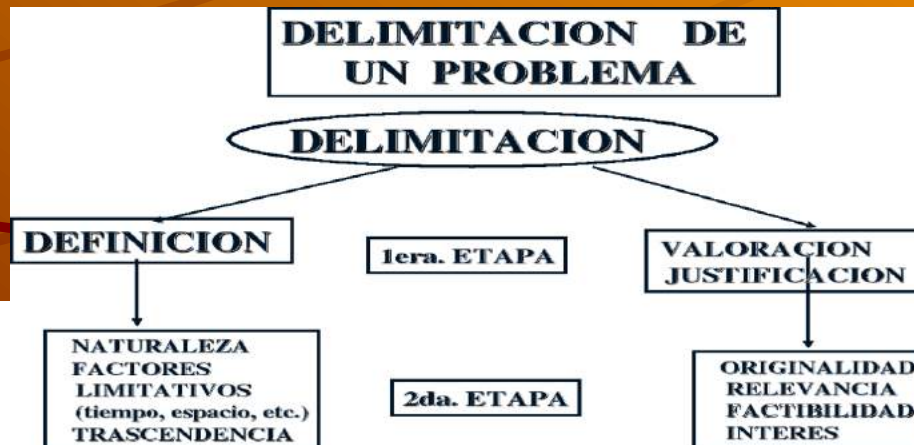 DELIMITACION DE
UN PROBLEMA
DELIMITACION
DEFINICION
1era. ETAPA
VALORACION
JUSTIFICACION
NATURALEZA
FACTORES
LIMITATIVOS
(tiempo, espacio, etc.)
TRASCENDENCIA
2da. ETAPA
ORIGINALIDAD
RELEVANCIA
FACTIBILIDAD
INTERES